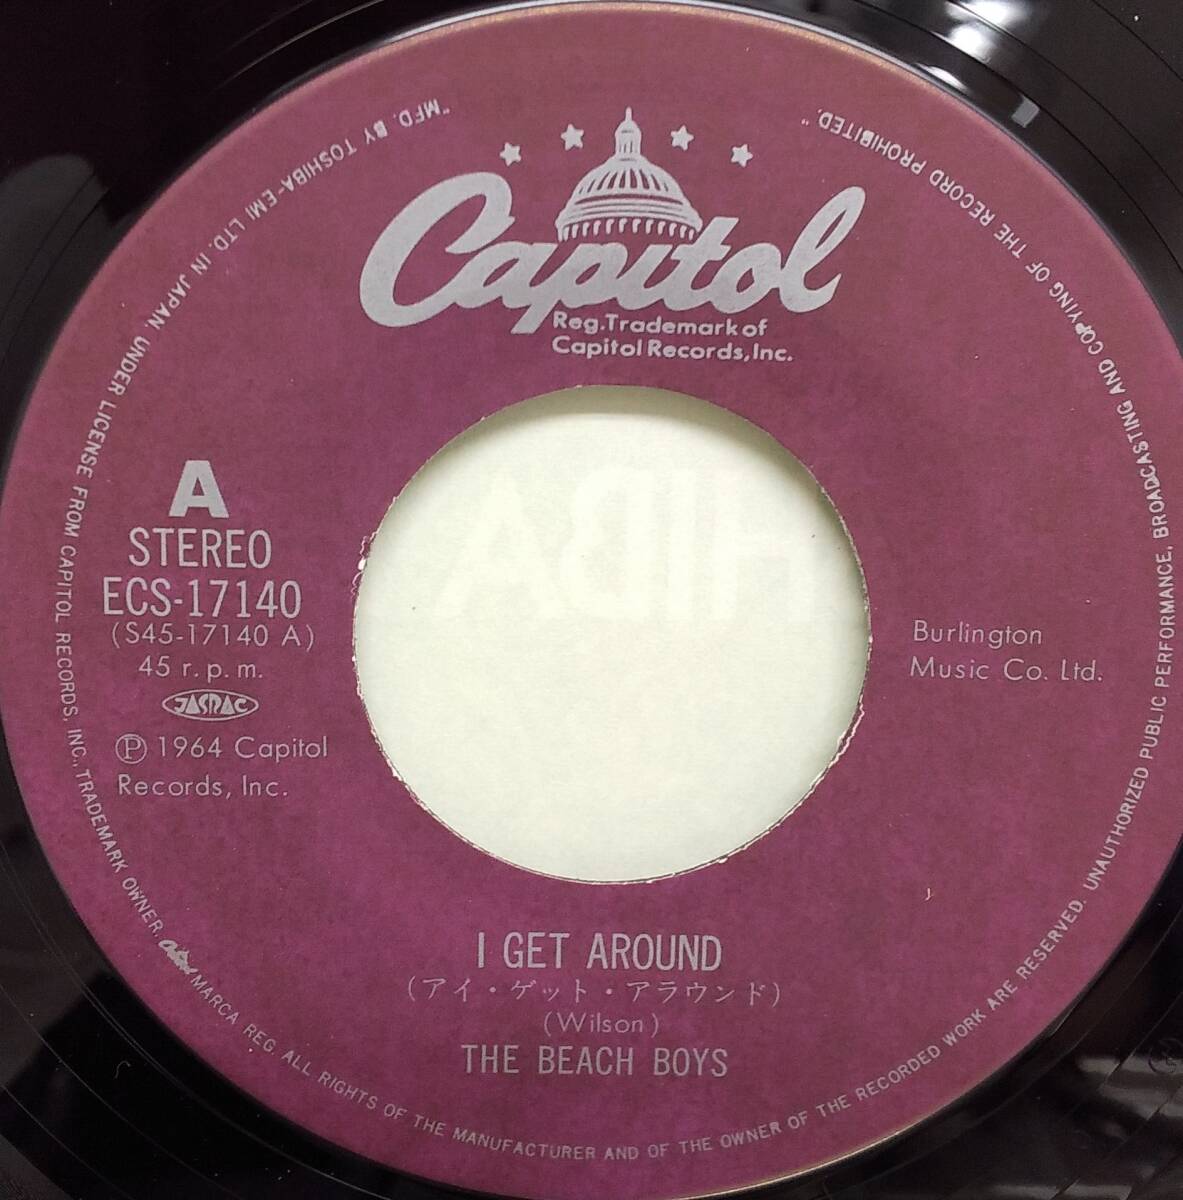 Capitol
Reg.Trademark of
Capitol Records,Inc.
A
STEREO
ECS-17140
(S45-17140 A)
45 r.p.m.
JASRAC
Ⓟ 1964 Capitol
Records, Inc.
Burlington
Music Co. Ltd.
I GET AROUND
(アイ・ゲット・アラウンド)
(Wilson)
THE BEACH BOYS
"MFD. BY TOSHIBA-EMI LTD. IN JAPAN. UNDER LICENSE FROM CAPITOL RECORDS, INC., TRADEMARK OWNER. Capitol MARCA REG. ALL RIGHTS OF THE MANUFACTURER AND OF THE OWNER OF THE RECORDED WORK ARE RESERVED. UNAUTHORIZED PUBLIC PERFORMANCE, BROADCASTING AND COPYING OF THE RECORD PROHIBITED."
HIBA